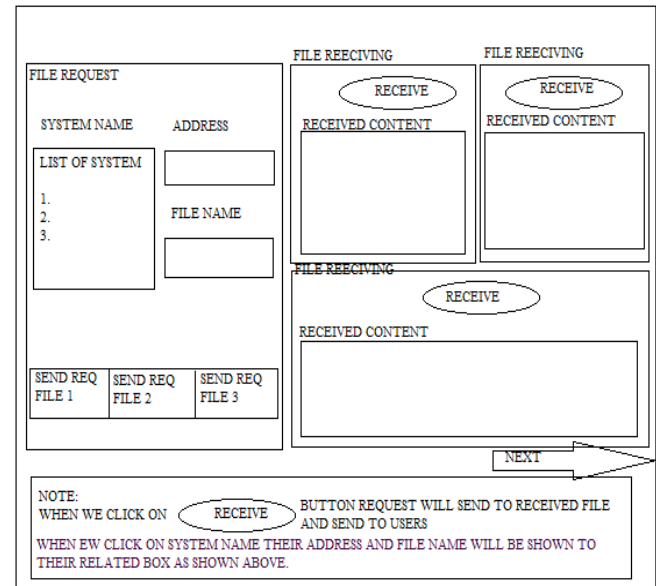 FILE REQUEST
SYSTEM NAME
ADDRESS
LIST OF SYSTEM
1.
2.
3.
FILE NAME
SEND REQ
FILE 1
SEND REQ
FILE 2
SEND REQ
FILE 3
FILE REECIVING
RECEIVE
RECEIVED CONTENT
FILE REECIVING
RECEIVE
RECEIVED CONTENT
FILE REECIVING
RECEIVE
RECEIVED CONTENT
NEXT
NOTE:
WHEN WE CLICK ON RECEIVE BUTTON REQUEST WILL SEND TO RECEIVED FILE
AND SEND TO USERS
WHEN EW CLICK ON SYSTEM NAME THEIR ADDRESS AND FILE NAME WILL BE SHOWN TO
THEIR RELATED BOX AS SHOWN ABOVE.